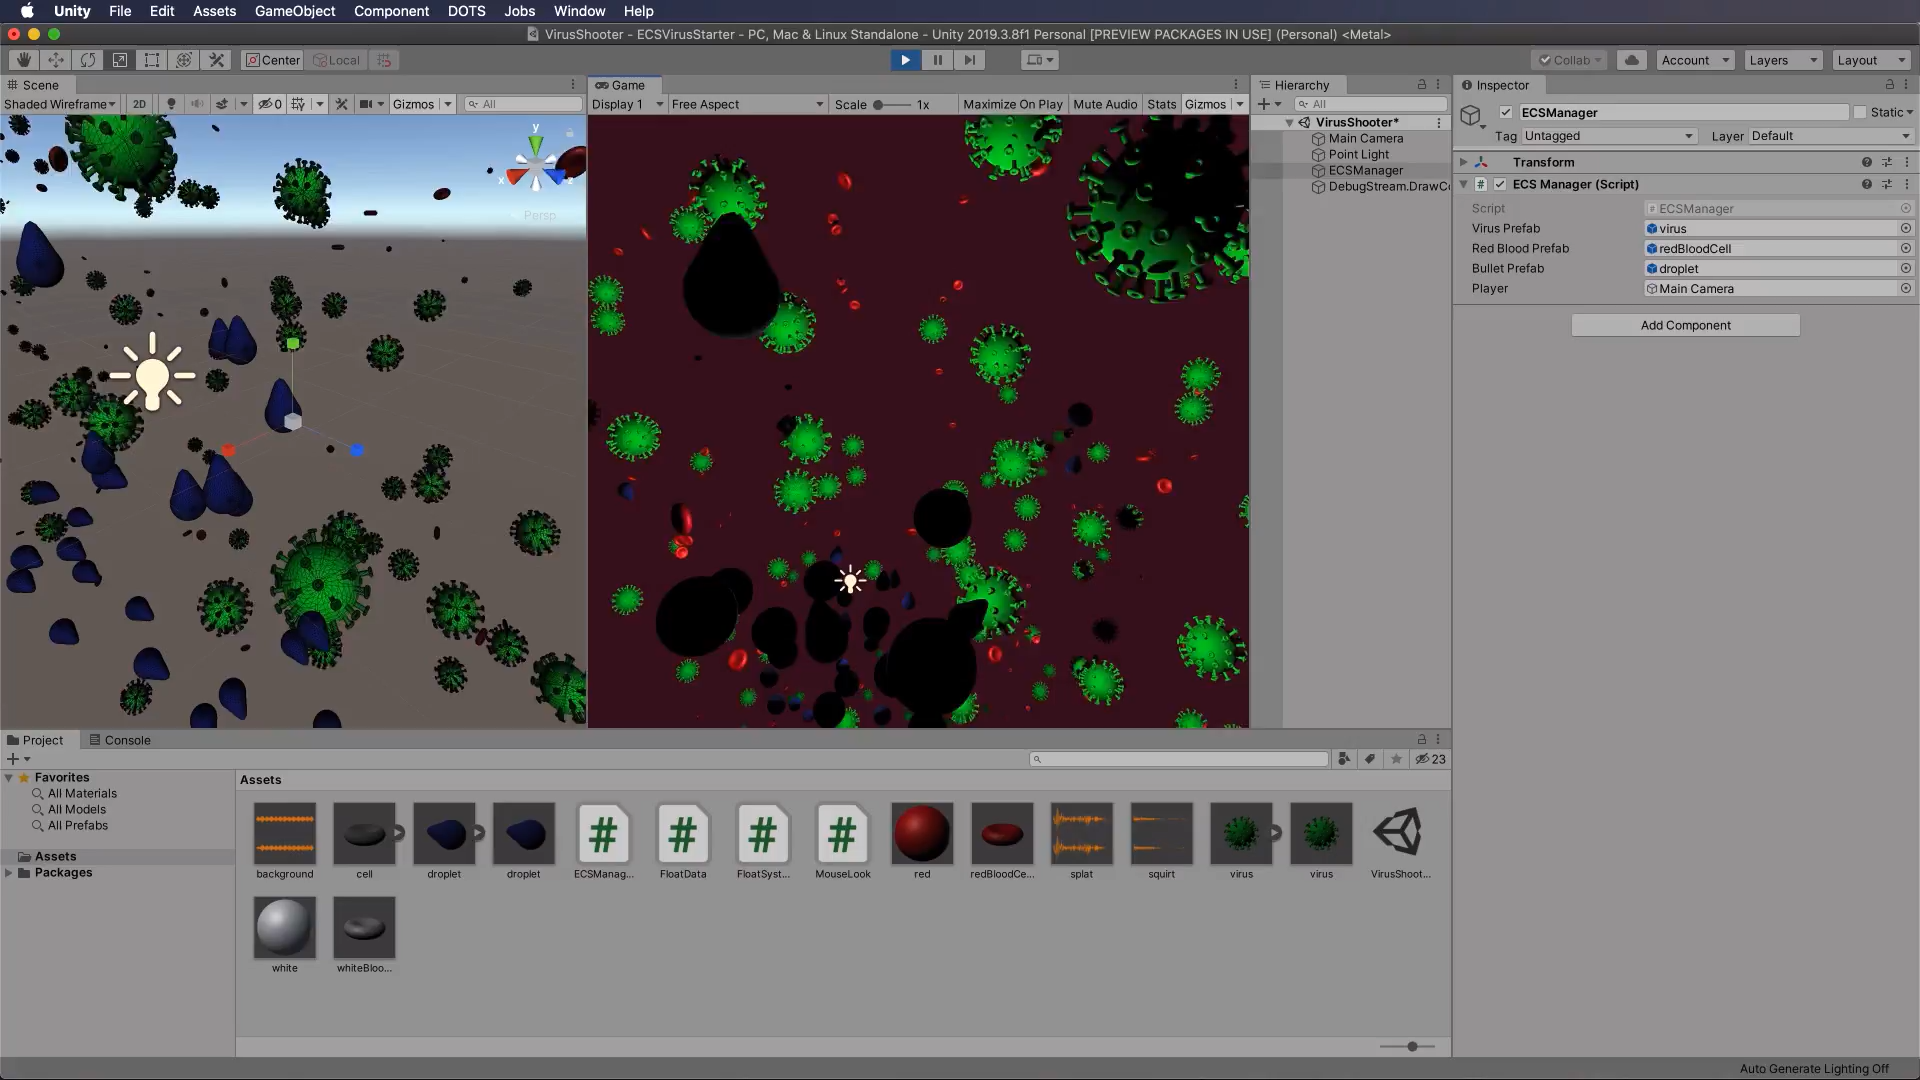 Unity File Edit Assets GameObject Component DOTS Jobs Window Help
VirusShooter - ECSVirusStarter - PC, Mac & Linux Standalone - Unity 2019.3.8f1 Personal [PREVIEW PACKAGES IN USE] (Personal) <Metal>
Center Local Collab Account Layers Layout
Scene
Shaded Wireframe 2D 0 Gizmos All
y
x
z
Persp
Game
Display 1 Free Aspect Scale 1x Maximize On Play Mute Audio Stats Gizmos
Hierarchy
All
VirusShooter*
Main Camera
Point Light
ECSManager
DebugStream.DrawCo
Inspector
ECSManager Static
Tag Untagged Layer Default
Transform
# ECS Manager (Script)
Script # ECSManager
Virus Prefab virus
Red Blood Prefab redBloodCell
Bullet Prefab droplet
Player Main Camera
Add Component
Project Console
23
Favorites
All Materials
All Models
All Prefabs
Assets
Packages
Assets
background cell droplet droplet ECSManag... FloatData FloatSyst... MouseLook red redBloodCe... splat squirt virus virus VirusShoot...
white whiteBloo...
Auto Generate Lighting Off